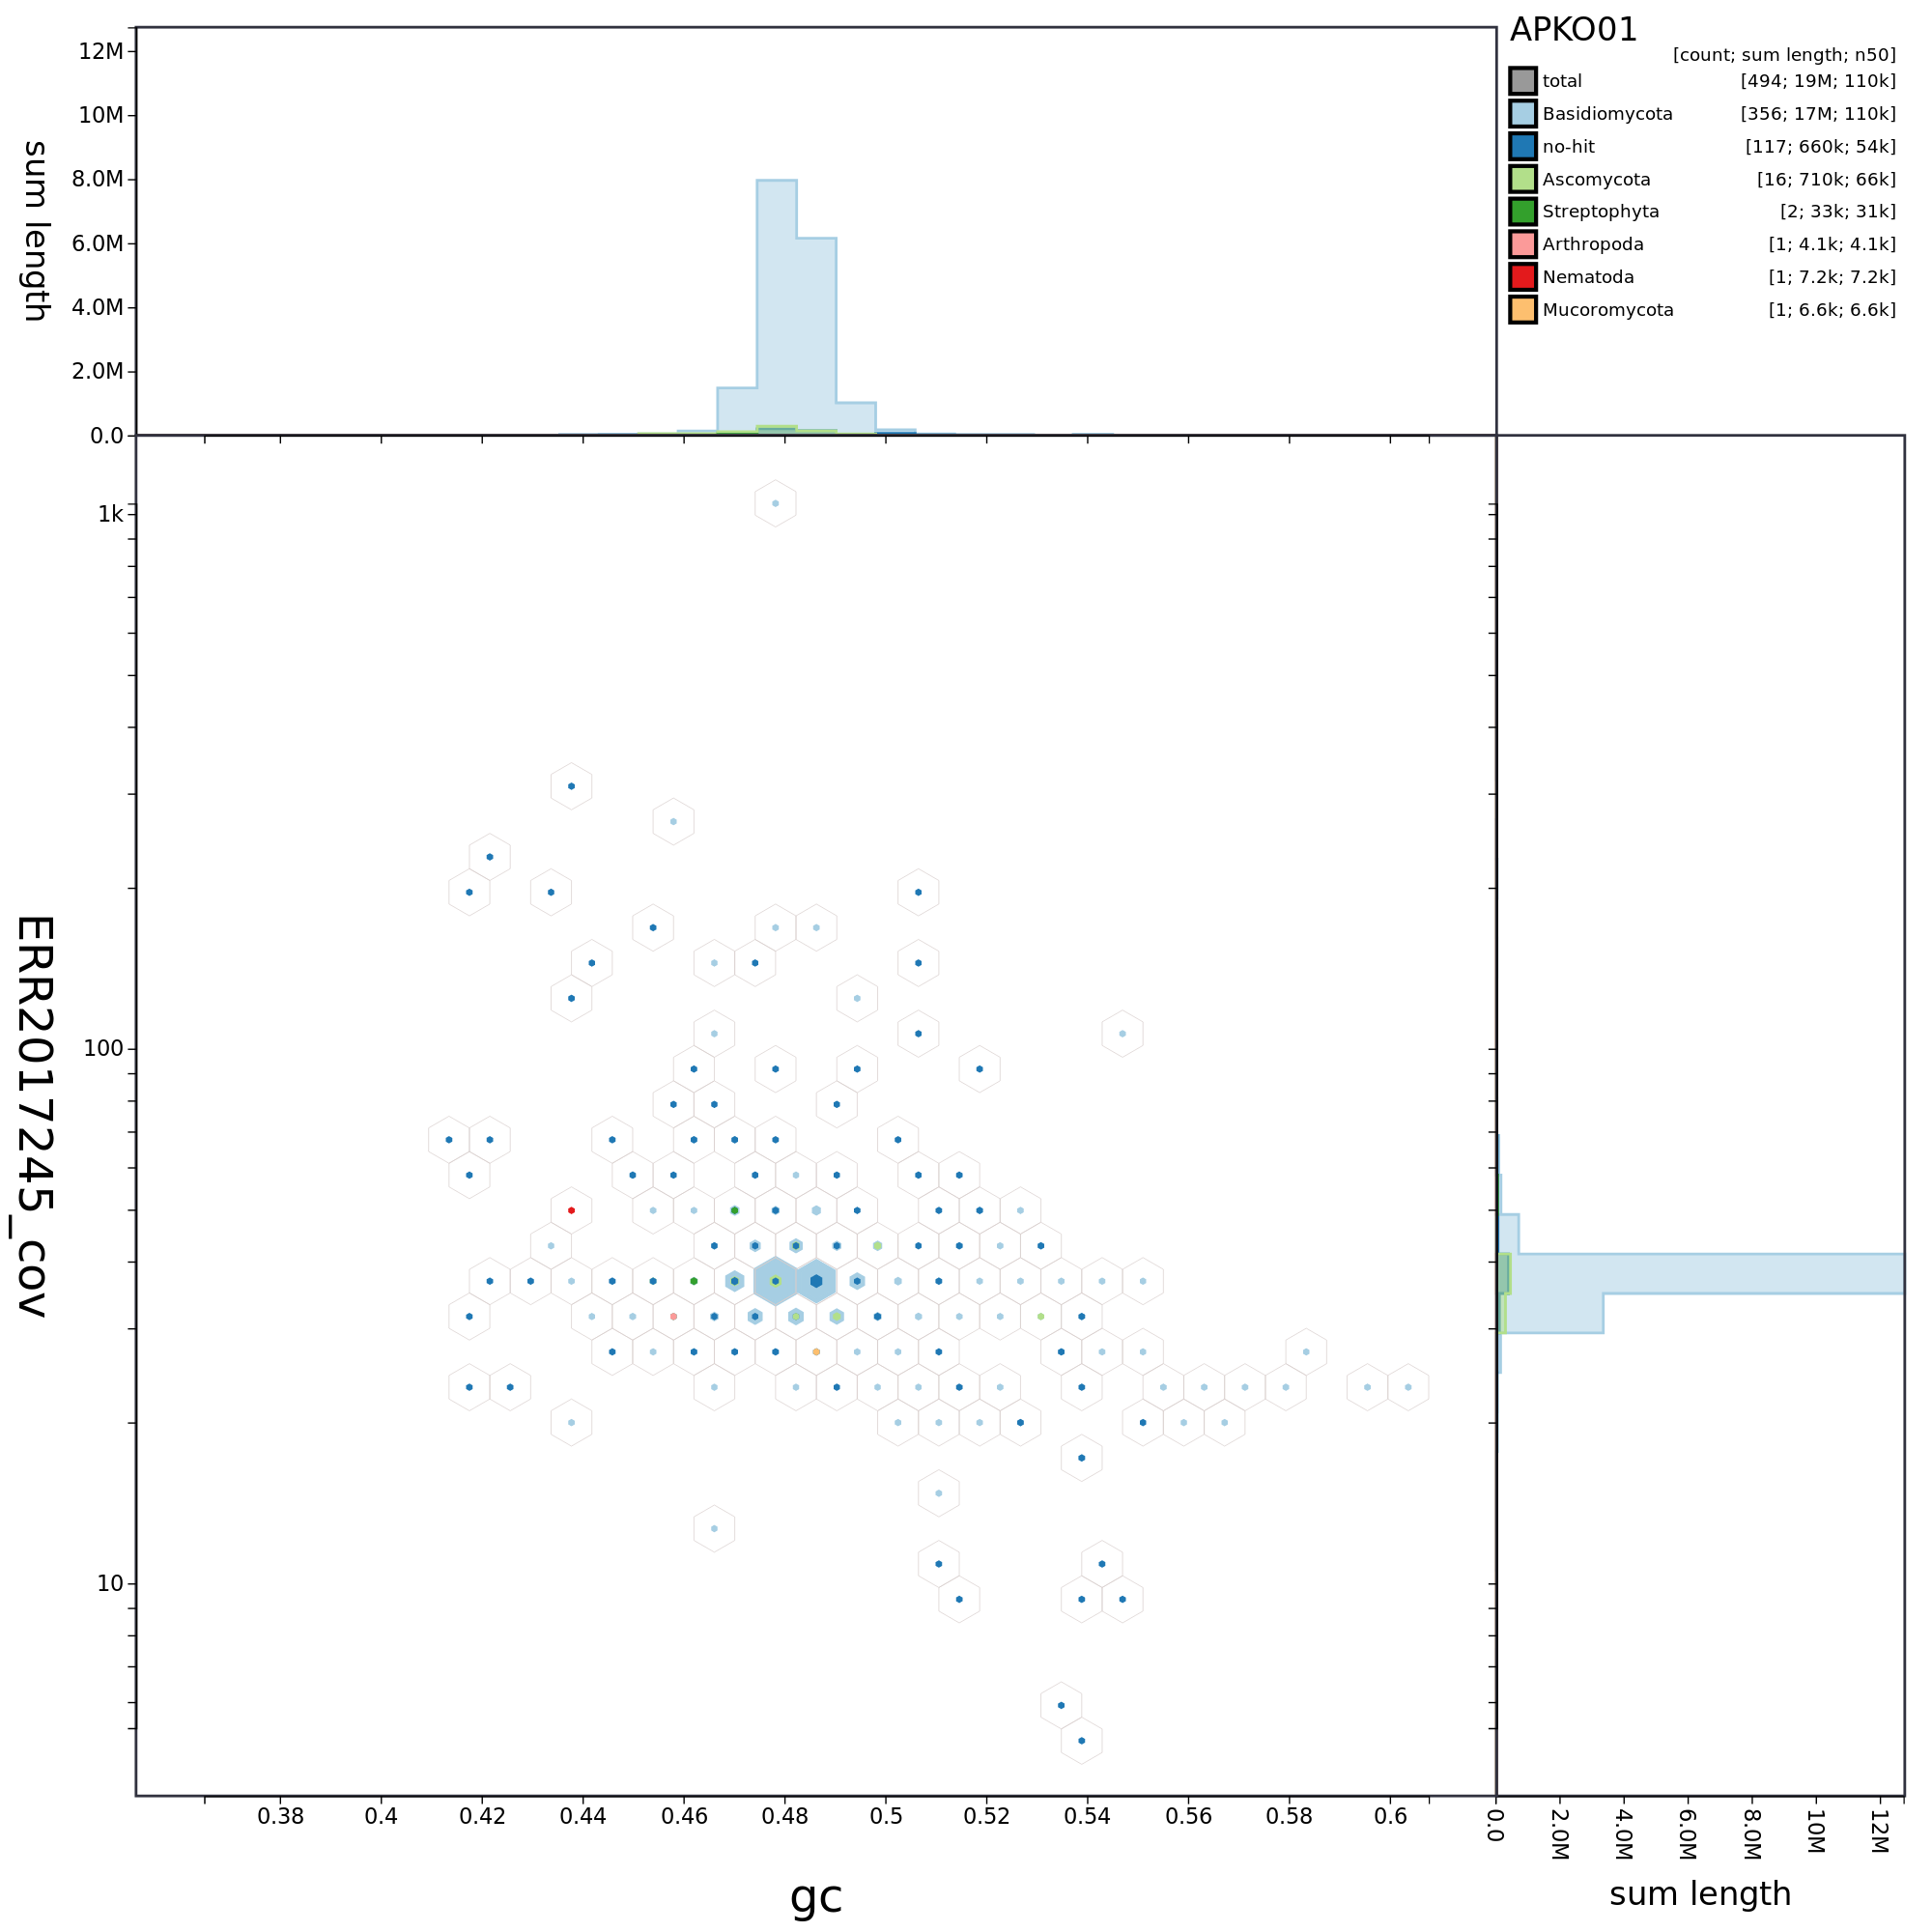 APKO01
[count; sum length; n50]
total [494; 19M; 110k]
Basidiomycota [356; 17M; 110k]
no-hit [117; 660k; 54k]
Ascomycota [16; 710k; 66k]
Streptophyta [2; 33k; 31k]
Arthropoda [1; 4.1k; 4.1k]
Nematoda [1; 7.2k; 7.2k]
Mucoromycota [1; 6.6k; 6.6k]
sum length
12M
10M
8.0M
6.0M
4.0M
2.0M
0.0
ERR2017245_cov
1k
100
10
0.38 0.4 0.42 0.44 0.46 0.48 0.5 0.52 0.54 0.56 0.58 0.6
gc
0.0 2.0M 4.0M 6.0M 8.0M 10M 12M
sum length